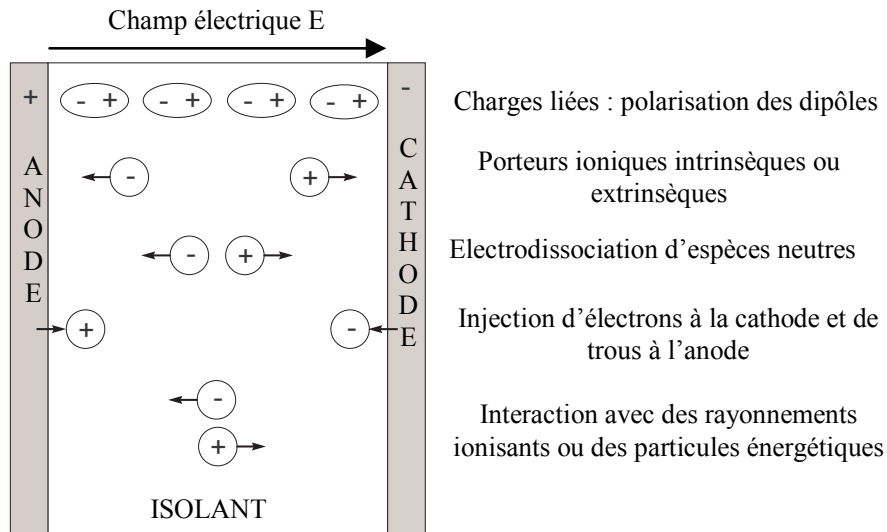 Champ électrique E
+
- +
- +
- +
- +
-
Charges liées : polarisation des dipôles
ANODE
CATHODE
-
+
Porteurs ioniques intrinsèques ou
extrinsèques
-
+
Electrodissociation d'espèces neutres
+
-
Injection d'électrons à la cathode et de
trous à l'anode
-
+
Interaction avec des rayonnements
ionisants ou des particules énergétiques
ISOLANT